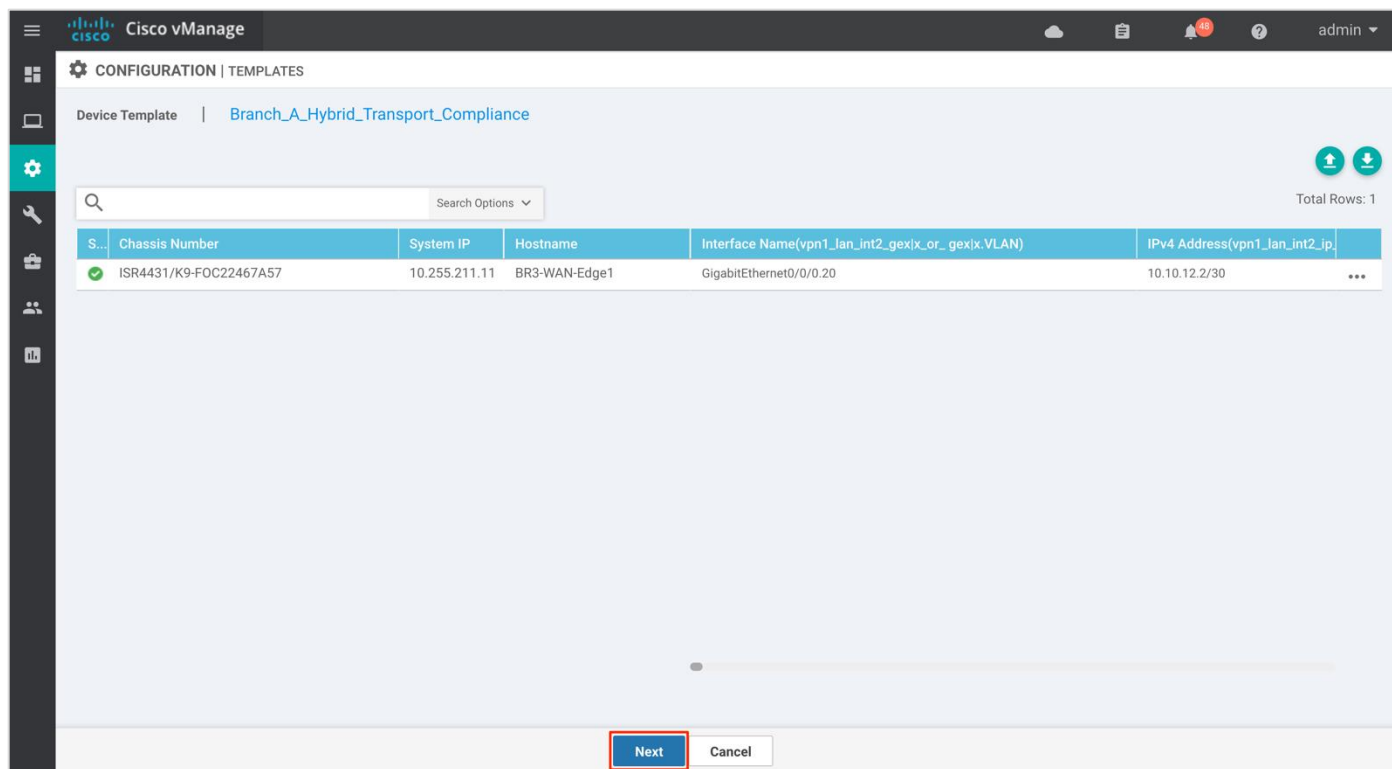 CISCO Cisco vManage 48 admin
CONFIGURATION | TEMPLATES
Device Template | Branch_A_Hybrid_Transport_Compliance
Search Options
Total Rows: 1
S... Chassis Number System IP Hostname Interface Name(vpn1_lan_int2_gex|x_or_ gex|x.VLAN) IPv4 Address(vpn1_lan_int2_ip_
ISR4431/K9-FOC22467A57 10.255.211.11 BR3-WAN-Edge1 GigabitEthernet0/0/0.20 10.10.12.2/30 •••
Next Cancel